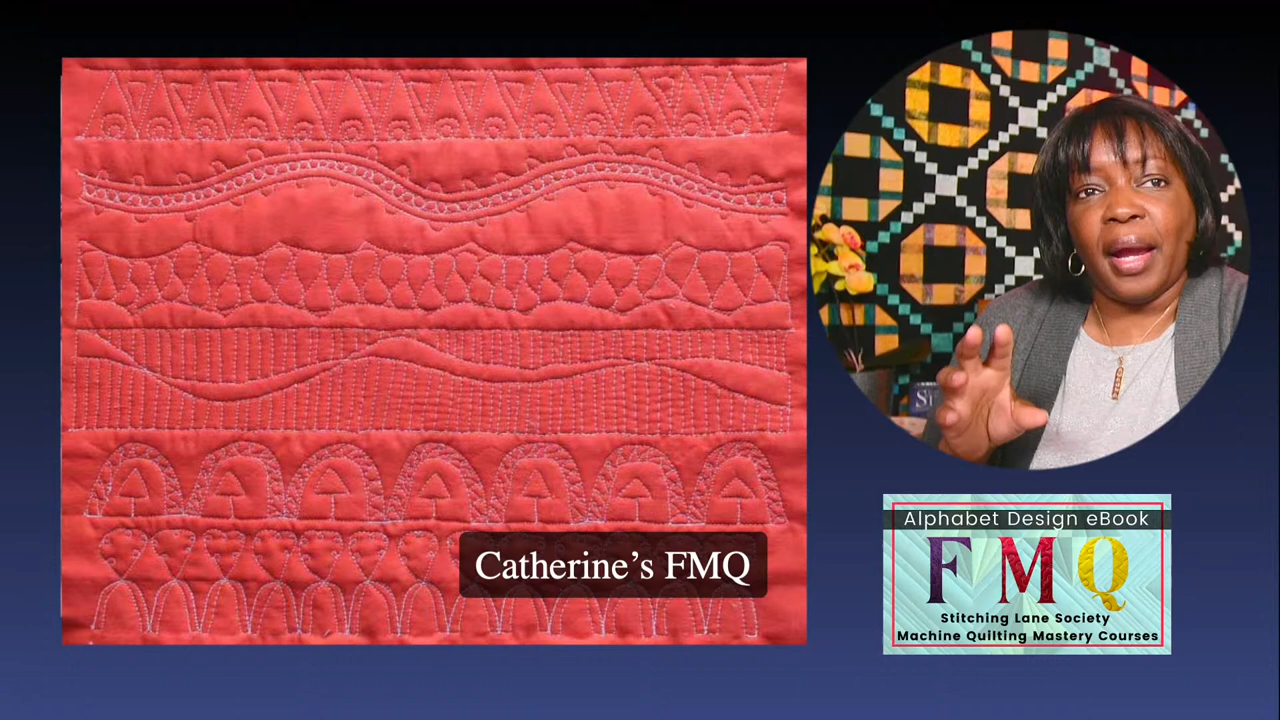 Catherine's FMQ
Alphabet Design eBook
FMQ
Stitching Lane Society
Machine Quilting Mastery Courses